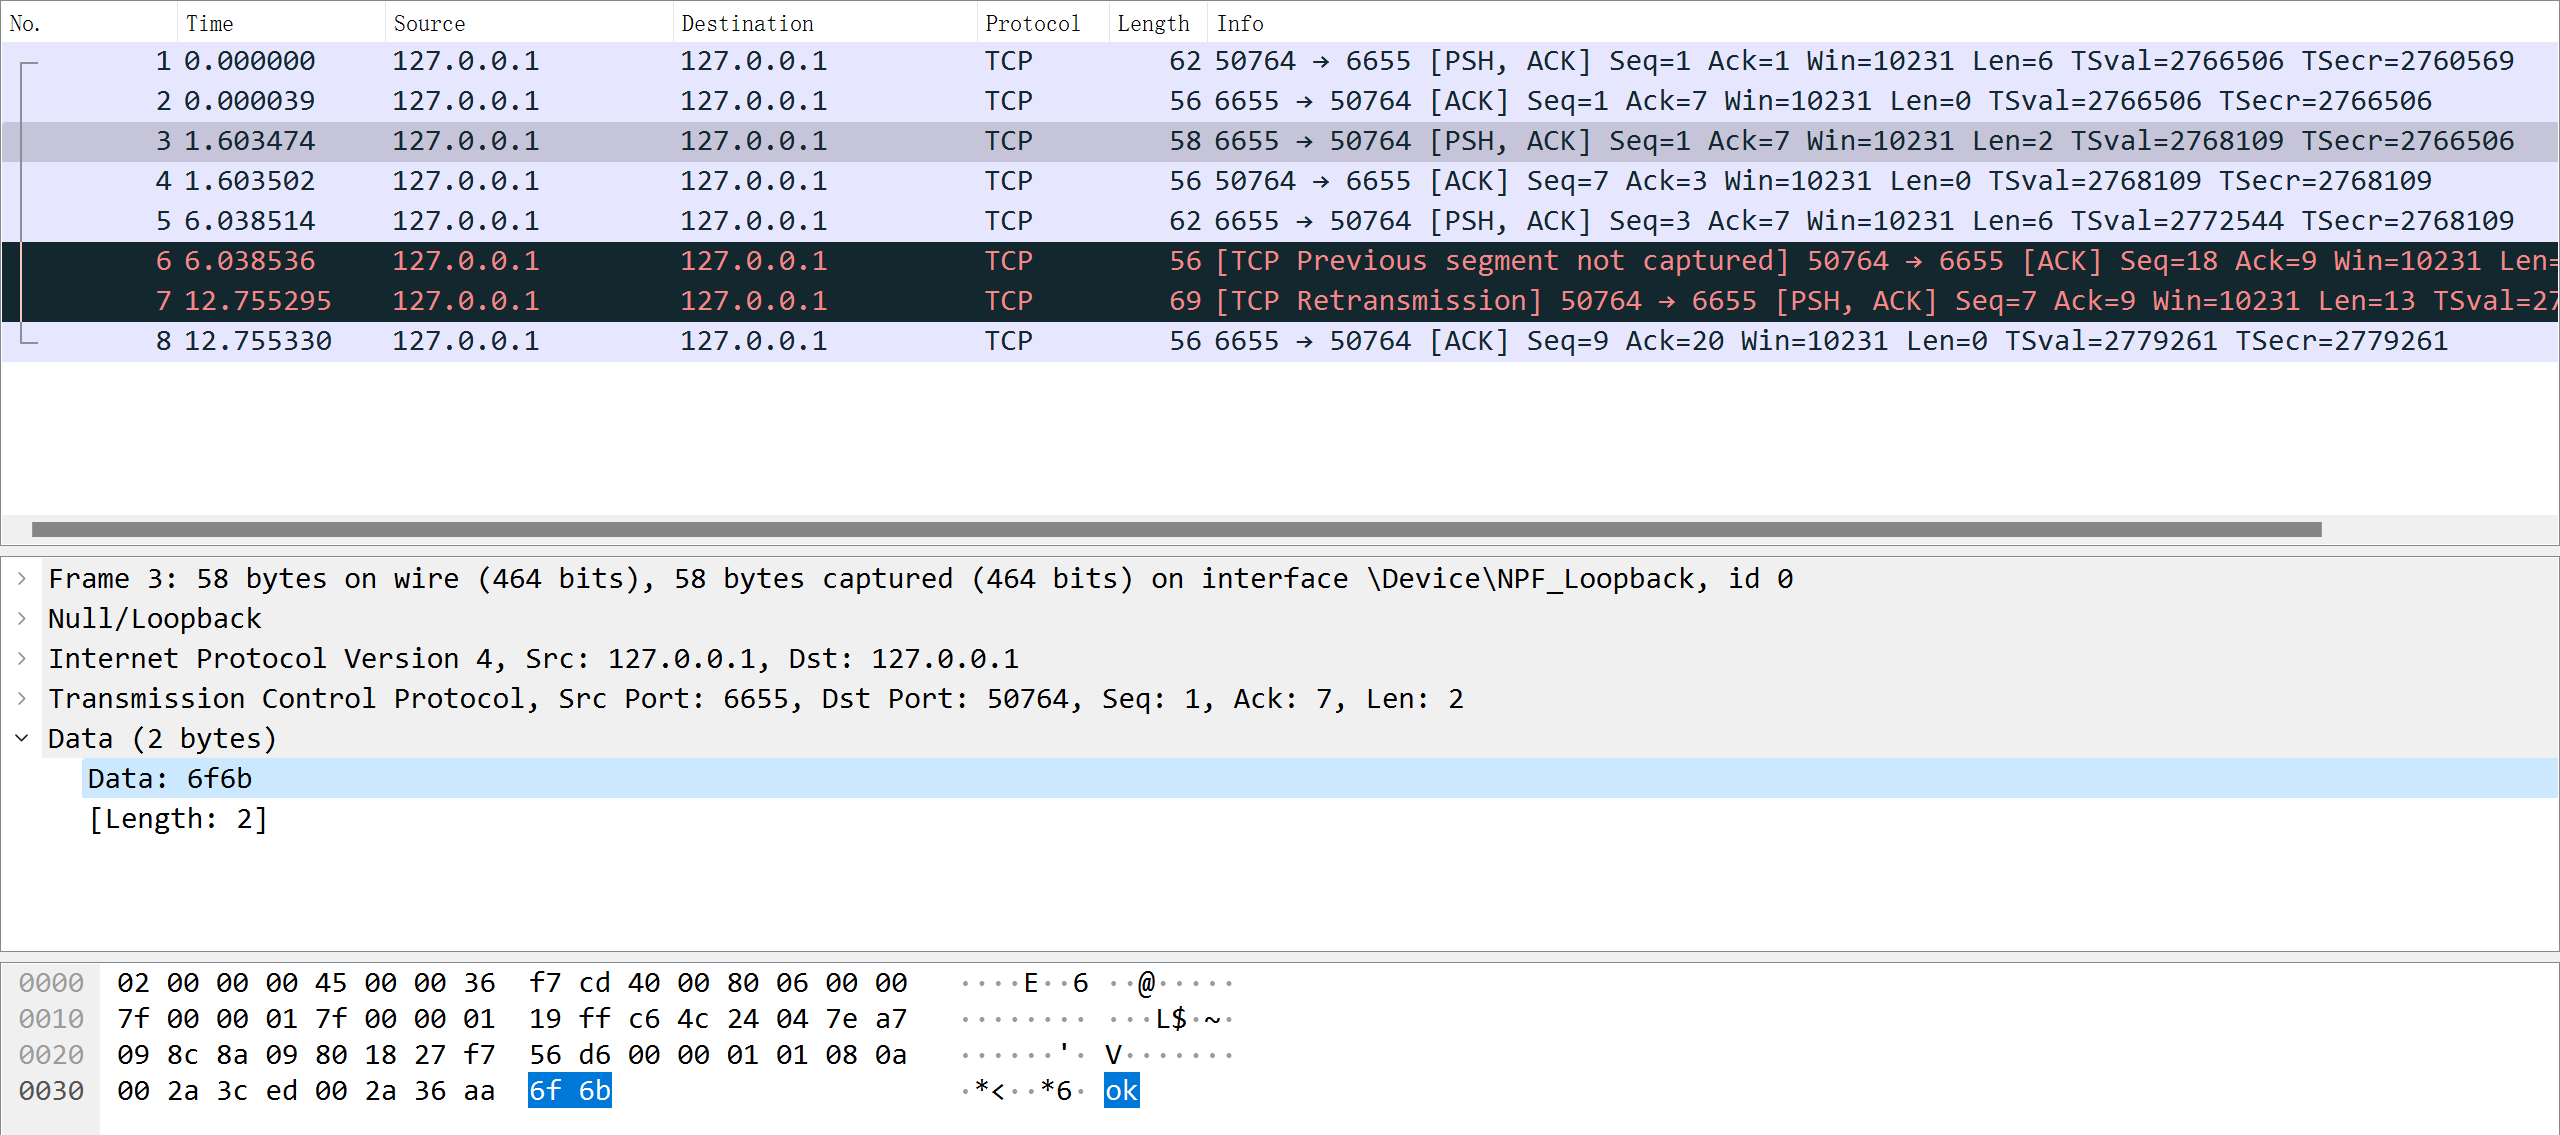 No. Time Source Destination Protocol Length Info
1 0.000000 127.0.0.1 127.0.0.1 TCP 62 50764 → 6655 [PSH, ACK] Seq=1 Ack=1 Win=10231 Len=6 TSval=2766506 TSecr=2760569
2 0.000039 127.0.0.1 127.0.0.1 TCP 56 6655 → 50764 [ACK] Seq=1 Ack=7 Win=10231 Len=0 TSval=2766506 TSecr=2766506
3 1.603474 127.0.0.1 127.0.0.1 TCP 58 6655 → 50764 [PSH, ACK] Seq=1 Ack=7 Win=10231 Len=2 TSval=2768109 TSecr=2766506
4 1.603502 127.0.0.1 127.0.0.1 TCP 56 50764 → 6655 [ACK] Seq=7 Ack=3 Win=10231 Len=0 TSval=2768109 TSecr=2768109
5 6.038514 127.0.0.1 127.0.0.1 TCP 62 6655 → 50764 [PSH, ACK] Seq=3 Ack=7 Win=10231 Len=6 TSval=2772544 TSecr=2768109
6 6.038536 127.0.0.1 127.0.0.1 TCP 56 [TCP Previous segment not captured] 50764 → 6655 [ACK] Seq=18 Ack=9 Win=10231 Len=
7 12.755295 127.0.0.1 127.0.0.1 TCP 69 [TCP Retransmission] 50764 → 6655 [PSH, ACK] Seq=7 Ack=9 Win=10231 Len=13 TSval=27
8 12.755330 127.0.0.1 127.0.0.1 TCP 56 6655 → 50764 [ACK] Seq=9 Ack=20 Win=10231 Len=0 TSval=2779261 TSecr=2779261
Frame 3: 58 bytes on wire (464 bits), 58 bytes captured (464 bits) on interface \Device\NPF_Loopback, id 0
Null/Loopback
Internet Protocol Version 4, Src: 127.0.0.1, Dst: 127.0.0.1
Transmission Control Protocol, Src Port: 6655, Dst Port: 50764, Seq: 1, Ack: 7, Len: 2
Data (2 bytes)
Data: 6f6b
[Length: 2]
0000 02 00 00 00 45 00 00 36 f7 cd 40 00 80 06 00 00 ····E··6 ··@·····
0010 7f 00 00 01 7f 00 00 01 19 ff c6 4c 24 04 7e a7 ········ ···L$·~·
0020 09 8c 8a 09 80 18 27 f7 56 d6 00 00 01 01 08 0a ······'· V·······
0030 00 2a 3c ed 00 2a 36 aa 6f 6b ·*<··*6· ok